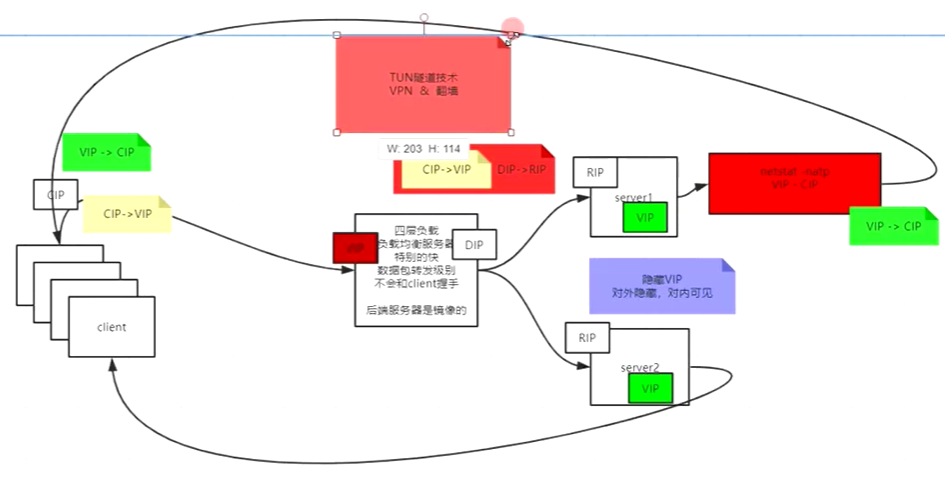 TUN隧道技术
VPN & 翻墙
VIP -> CIP
W: 203 H: 114
CIP->VIP
DIP->RIP
RIP
server1
VIP
netstat -natp
VIP - CIP
CIP
CIP->VIP
VIP -> CIP
四层负载
负载均衡服务器
特别的快
数据包转发级别
不会和client握手
后端服务器是镜像的
VIP
DIP
隐藏VIP
对外隐藏，对内可见
client
RIP
server2
VIP